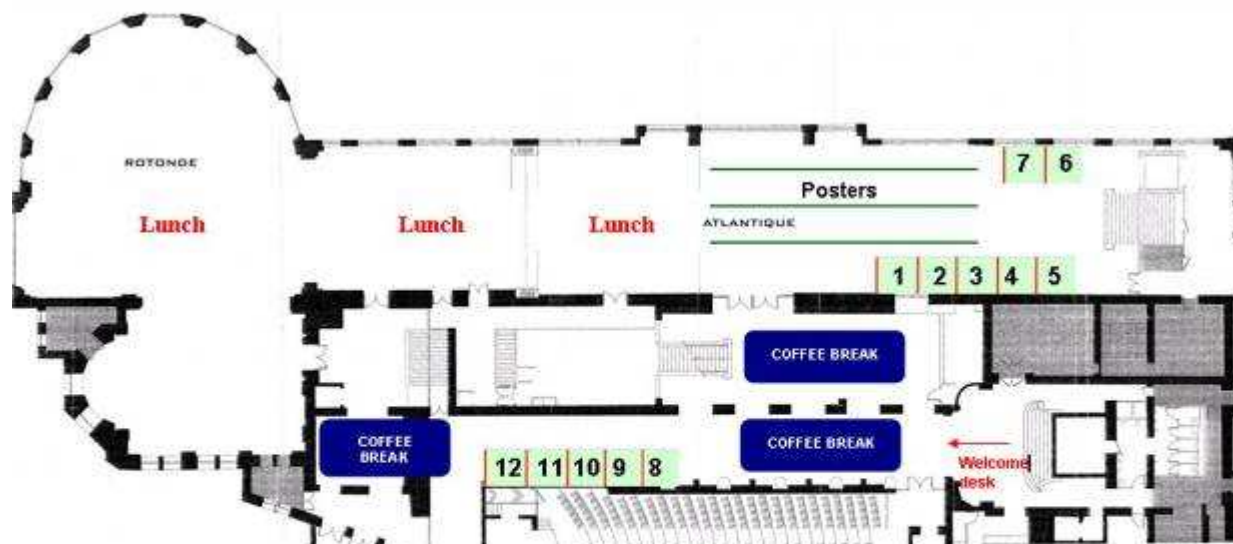 ROTONDE
Lunch
Lunch
Lunch
Posters
ATLANTIQUE
7 6
1 2 3 4 5
COFFEE BREAK
COFFEE
BREAK
COFFEE BREAK
12 11 10 9 8
Welcome
desk